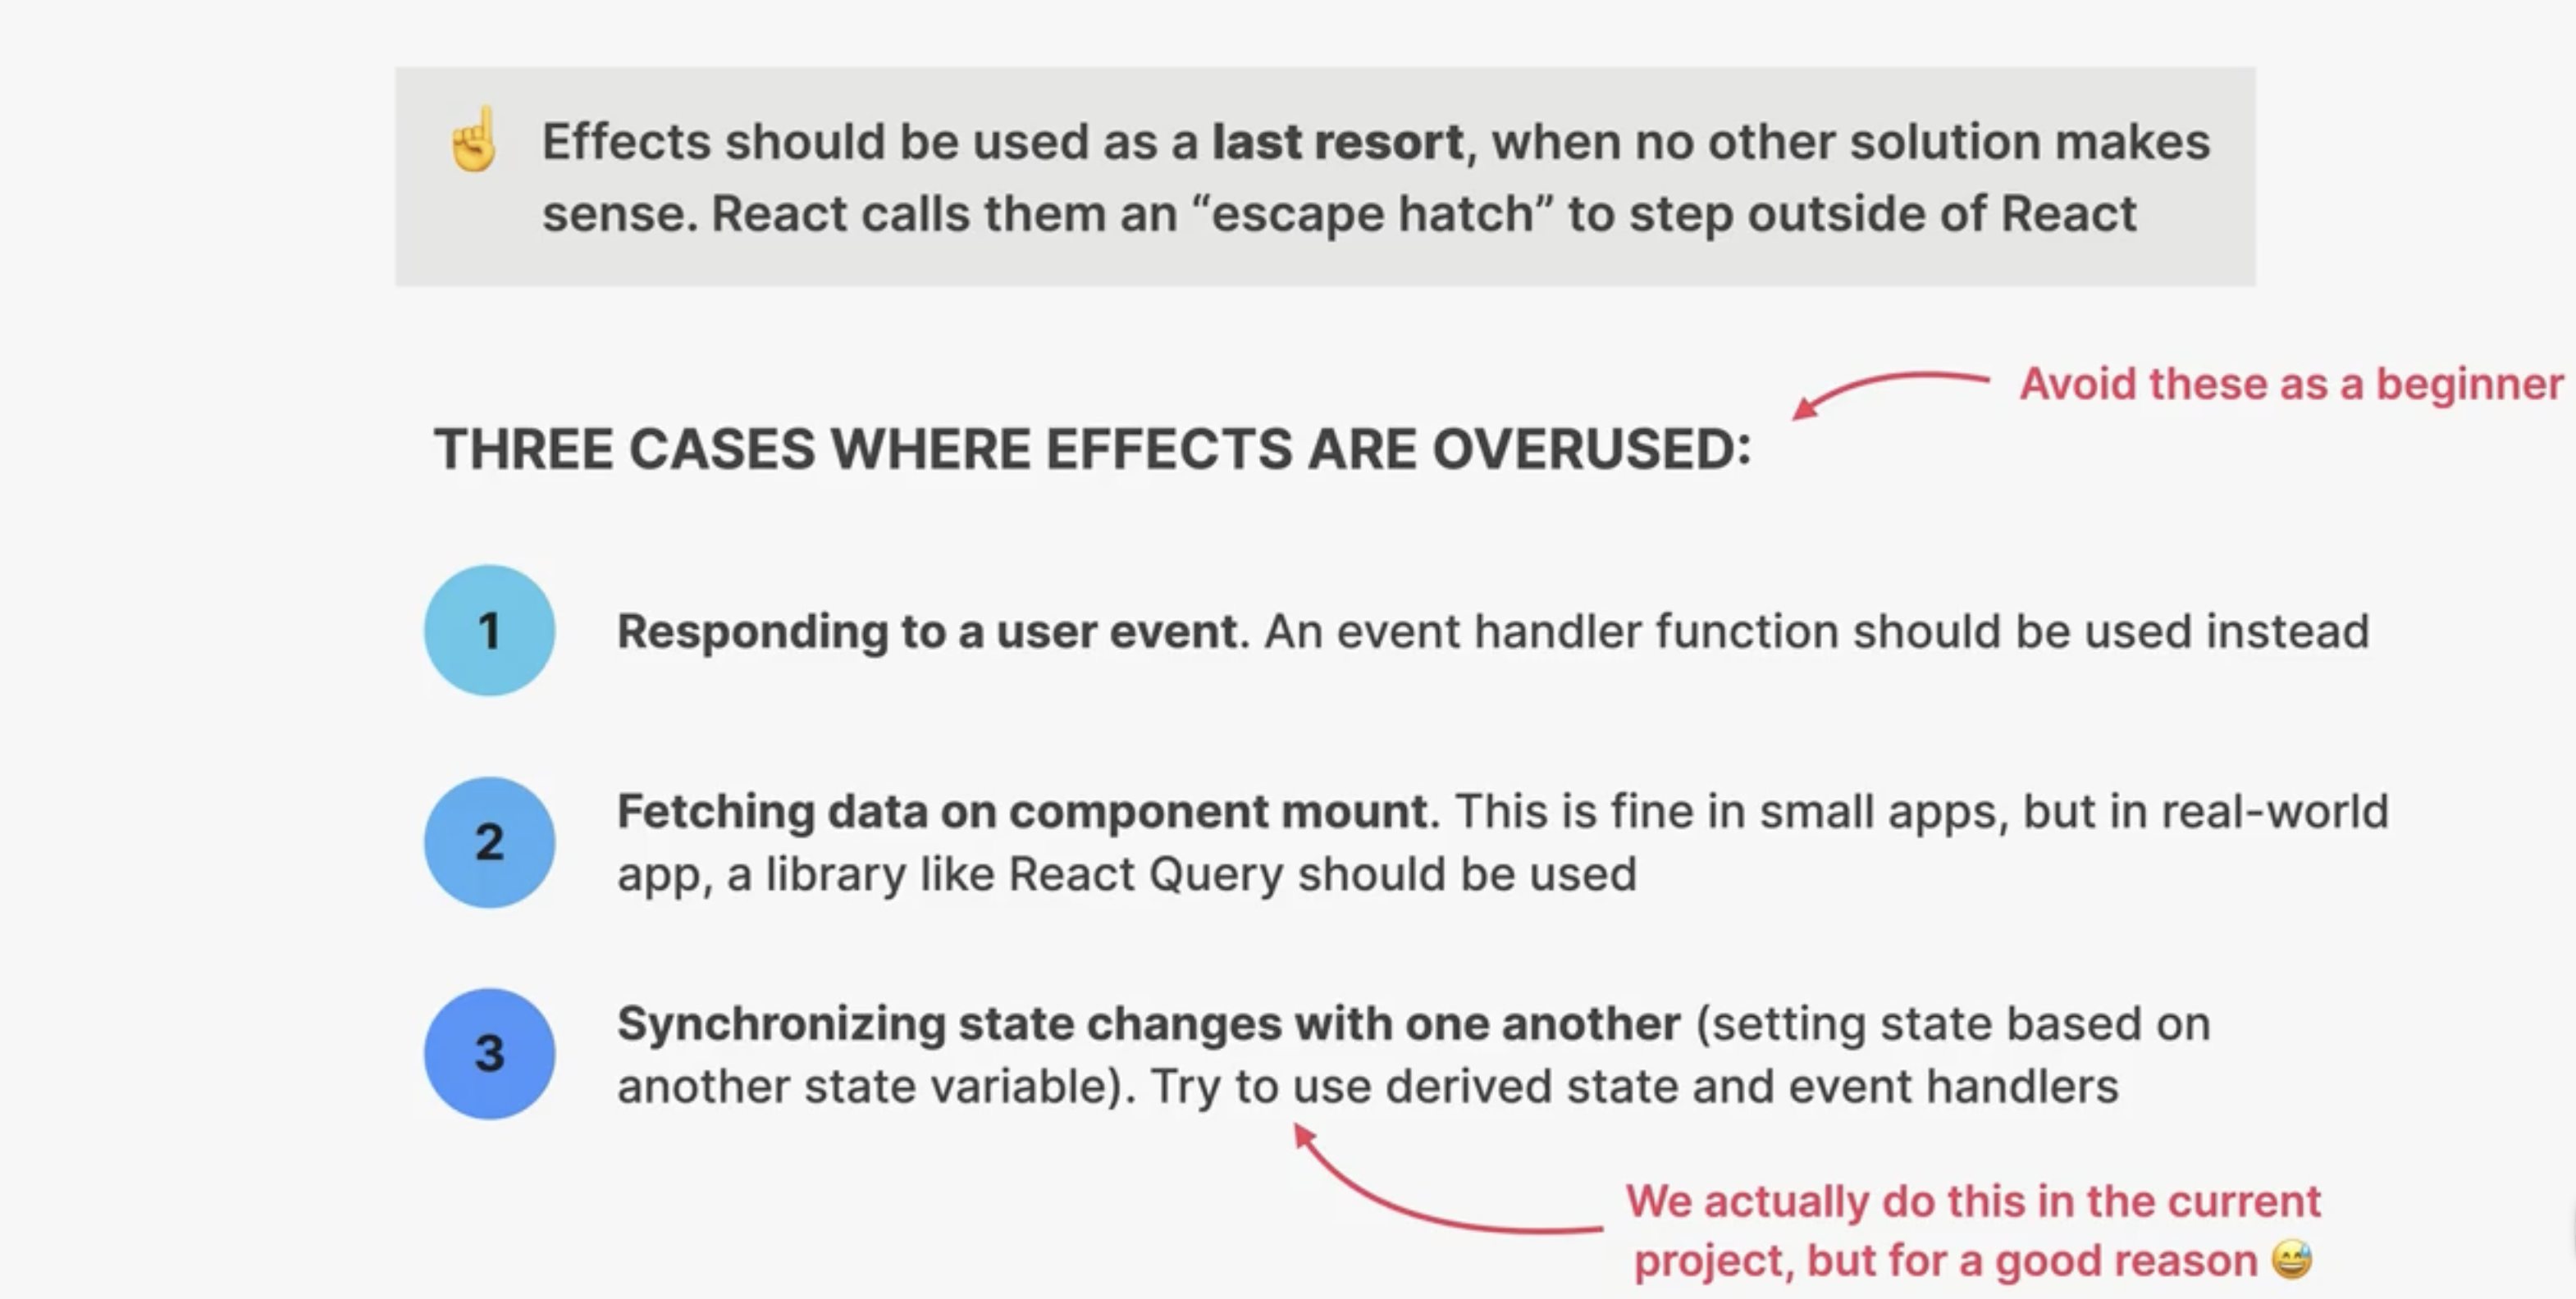 ☝️ Effects should be used as a last resort, when no other solution makes
sense. React calls them an “escape hatch” to step outside of React
Avoid these as a beginner
THREE CASES WHERE EFFECTS ARE OVERUSED:
1 Responding to a user event. An event handler function should be used instead
2 Fetching data on component mount. This is fine in small apps, but in real-world
app, a library like React Query should be used
3 Synchronizing state changes with one another (setting state based on
another state variable). Try to use derived state and event handlers
We actually do this in the current
project, but for a good reason 😅